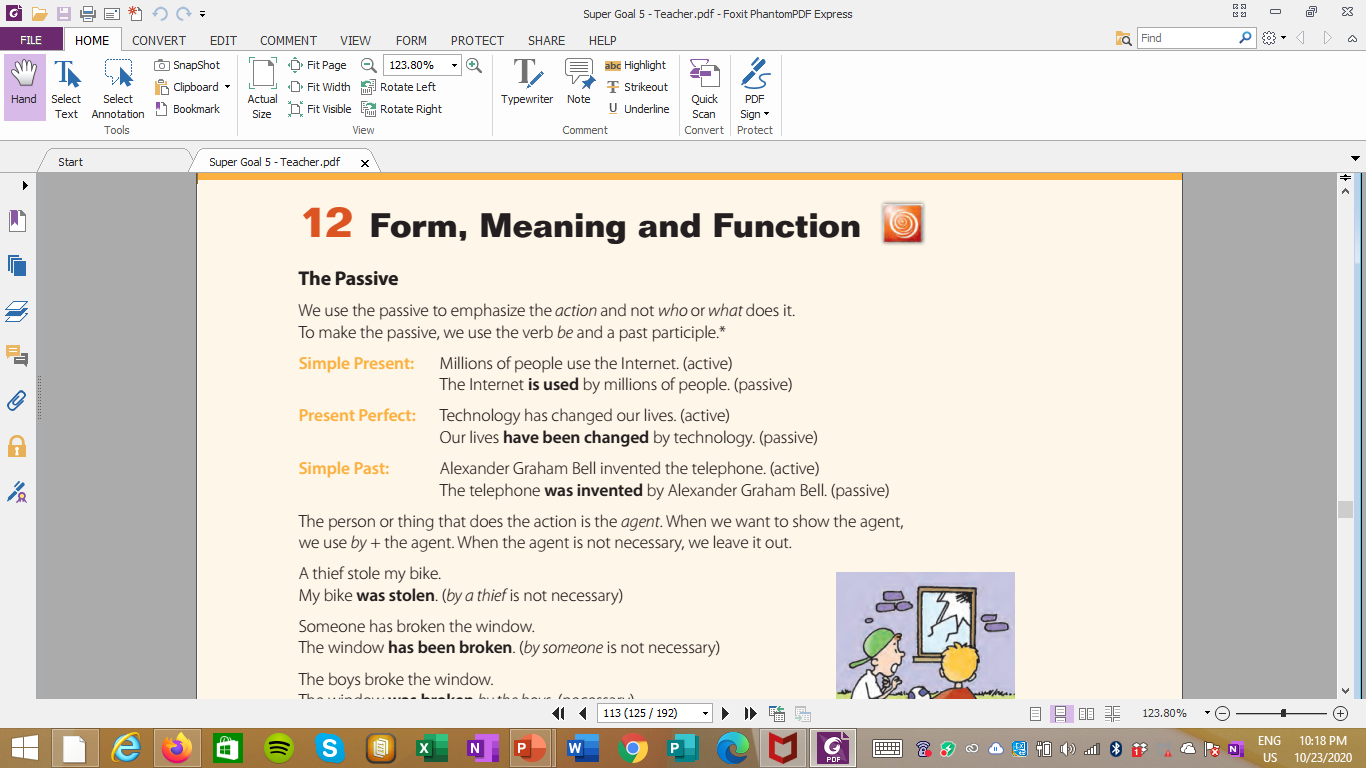 Super Goal 5 - Teacher.pdf - Foxit PhantomPDF Express
FILE HOME CONVERT EDIT COMMENT VIEW FORM PROTECT SHARE HELP
Find
Hand
Select Text
Select Annotation
SnapShot
Clipboard
Bookmark
Tools
Actual Size
Fit Page
Fit Width
Fit Visible
123.80%
Rotate Left
Rotate Right
View
Typewriter
Note
abc Highlight
T Strikeout
U Underline
Comment
Quick Scan
Convert
PDF Sign
Protect
Start
Super Goal 5 - Teacher.pdf
12 Form, Meaning and Function
The Passive
We use the passive to emphasize the action and not who or what does it.
To make the passive, we use the verb be and a past participle.*
Simple Present: Millions of people use the Internet. (active)
The Internet is used by millions of people. (passive)
Present Perfect: Technology has changed our lives. (active)
Our lives have been changed by technology. (passive)
Simple Past: Alexander Graham Bell invented the telephone. (active)
The telephone was invented by Alexander Graham Bell. (passive)
The person or thing that does the action is the agent. When we want to show the agent,
we use by + the agent. When the agent is not necessary, we leave it out.
A thief stole my bike.
My bike was stolen. (by a thief is not necessary)
Someone has broken the window.
The window has been broken. (by someone is not necessary)
The boys broke the window.
The window was broken by the boys. (necessary)
113 (125 / 192)
123.80%
ENG 10:18 PM
US 10/23/2020